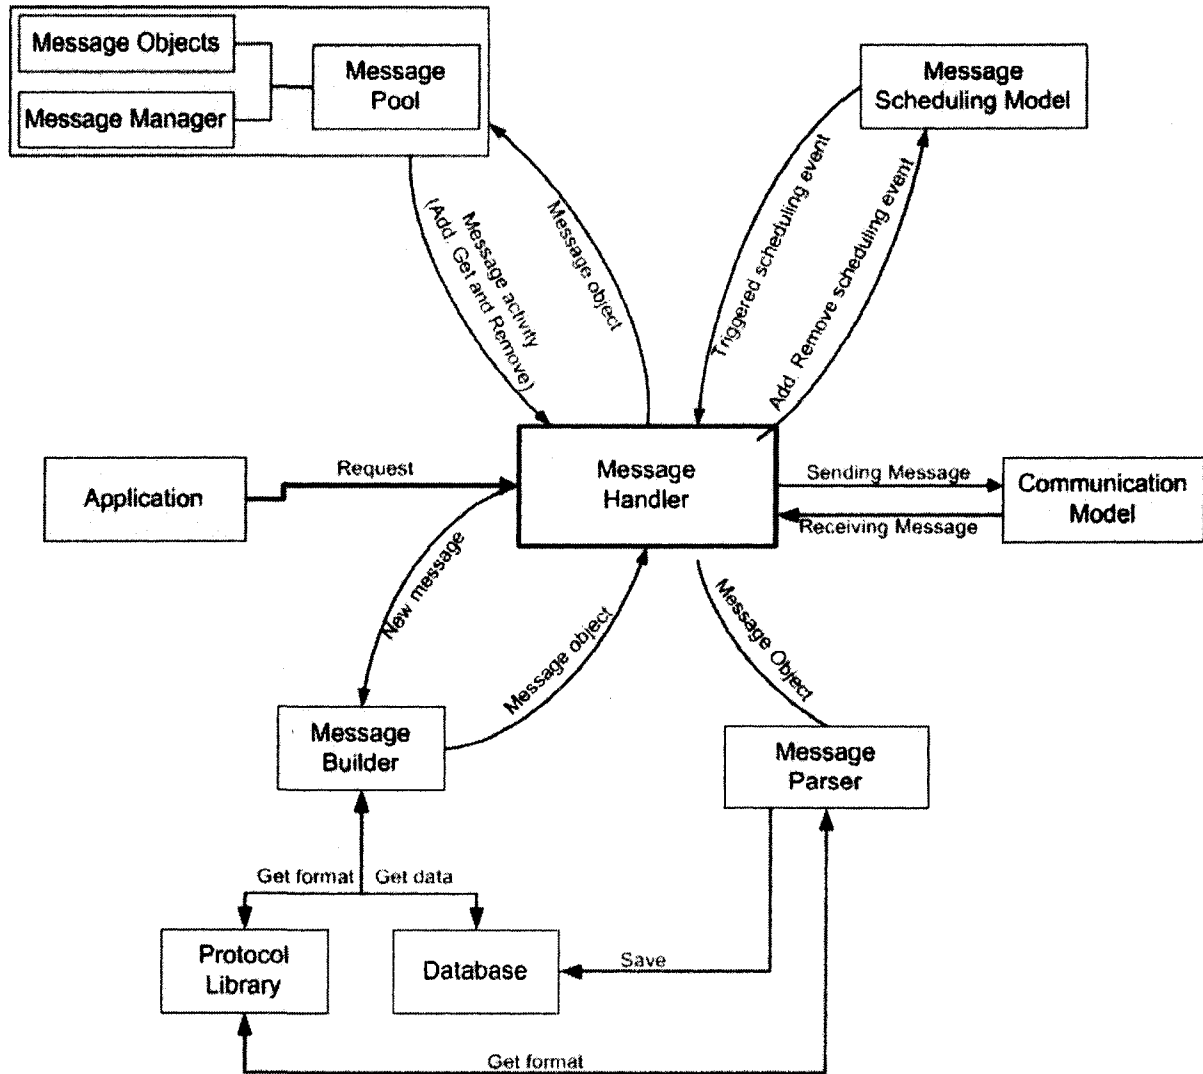 Message Objects
Message Manager
Message
Pool
Message
Scheduling Model
Message activity
(Add, Get and Remove)
Message object
Triggered scheduling event
Add, Remove scheduling event
Application
Request
Message
Handler
Sending Message
Receiving Message
Communication
Model
New message
Message object
Message Object
Message
Builder
Message
Parser
Get format
Get data
Protocol
Library
Database
Save
Get format